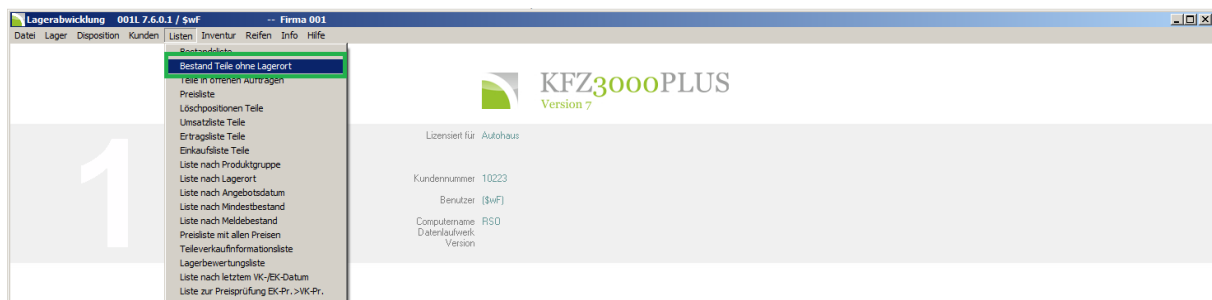 Lagerabwicklung 001L 7.6.0.1 / $wF -- Firma 001
Datei Lager Disposition Kunden Listen Inventur Reifen Info Hilfe
Bestandsliste
Bestand Teile ohne Lagerort
Teile in offenen Aufträgen
Preisliste
Löschpositionen Teile
Umsatzliste Teile
Ertragsliste Teile
Einkaufsliste Teile
Liste nach Produktgruppe
Liste nach Lagerort
Liste nach Angebotsdatum
Liste nach Mindestbestand
Liste nach Meldebestand
Preisliste mit allen Preisen
Teileverkaufinformationsliste
Lagerbewertungsliste
Liste nach letztem VK-/EK-Datum
Liste zur Preisprüfung EK-Pr.>VK-Pr.
1
KFZ3000PLUS
Version 7
Lizensiert für Autohaus
Kundennummer 10223
Benutzer ($wF)
Computername RS0
Datenlaufwerk
Version